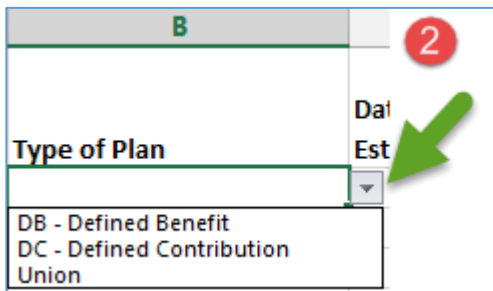 B
2
Dat
Type of Plan
Est
DB - Defined Benefit
DC - Defined Contribution
Union